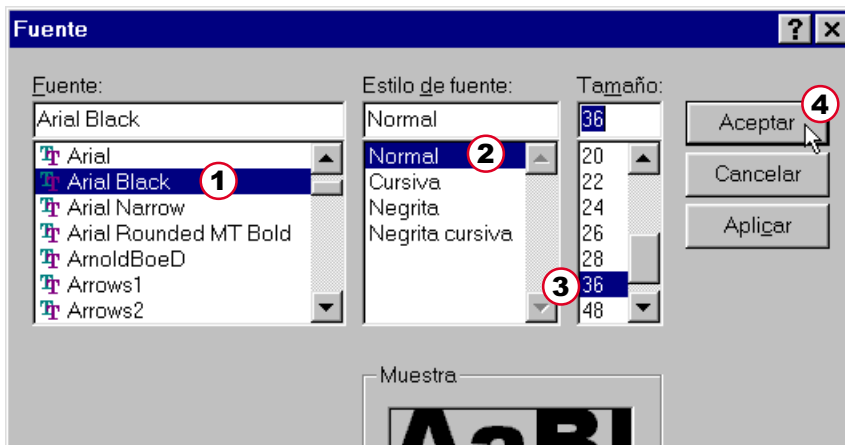 Fuente
Fuente:
Arial Black
Arial
Arial Black
Arial Narrow
Arial Rounded MT Bold
ArnoldBoeD
Arrows1
Arrows2
1
Estilo de fuente:
Normal
Normal
Cursiva
Negrita
Negrita cursiva
2
Tamaño:
36
20
22
24
26
28
36
48
3
Aceptar
4
Cancelar
Aplicar
Muestra
AaBl